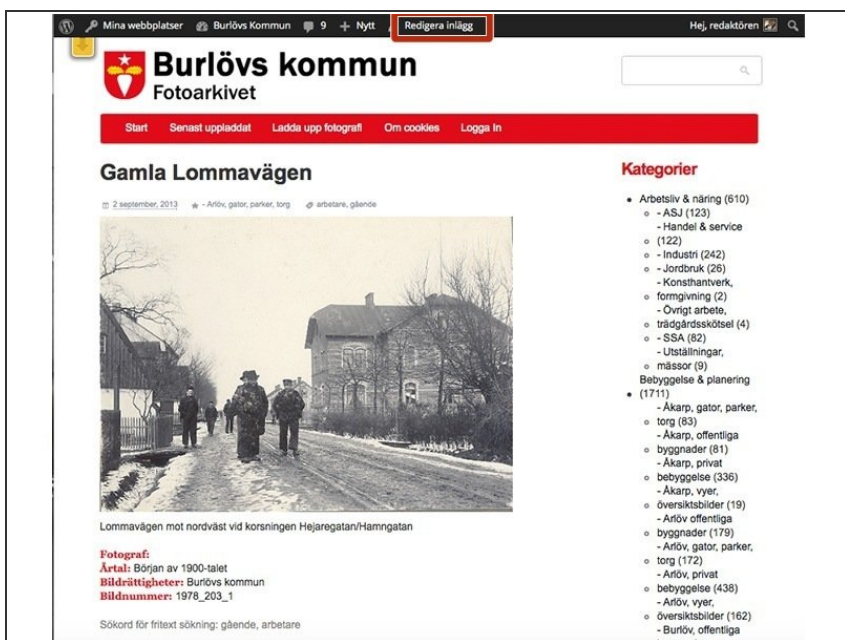 Mina webbplatser Burlövs Kommun 9 + Nytt Redigera inlägg Hej, redaktören
Burlövs kommun
Fotoarkivet
Start Senast uppladdat Ladda upp fotografi Om cookies Logga In
Gamla Lommavägen
2 september, 2013 - Arlöv, gator, parker, torg arbetare, gående
Lommavägen mot nordväst vid korsningen Hejaregatan/Hamngatan
Fotograf:
Årtal: Början av 1900-talet
Bildrättigheter: Burlövs kommun
Bildnummer: 1978_203_1
Sökord för fritext sökning: gående, arbetare
Kategorier
Arbetsliv & näring (610)
- ASJ (123)
- Handel & service
(122)
- Industri (242)
- Jordbruk (26)
- Konsthantverk,
formgivning (2)
- Övrigt arbete,
trädgårdsskötsel (4)
- SSA (82)
- Utställningar,
mässor (9)
Bebyggelse & planering
(1711)
- Åkarp, gator, parker,
torg (83)
- Åkarp, offentliga
byggnader (81)
- Åkarp, privat
bebyggelse (336)
- Åkarp, vyer,
översiktsbilder (19)
- Arlöv offentliga
byggnader (179)
- Arlöv, gator, parker,
torg (172)
- Arlöv, privat
bebyggelse (438)
- Arlöv, vyer,
översiktsbilder (162)
- Burlöv, offentliga